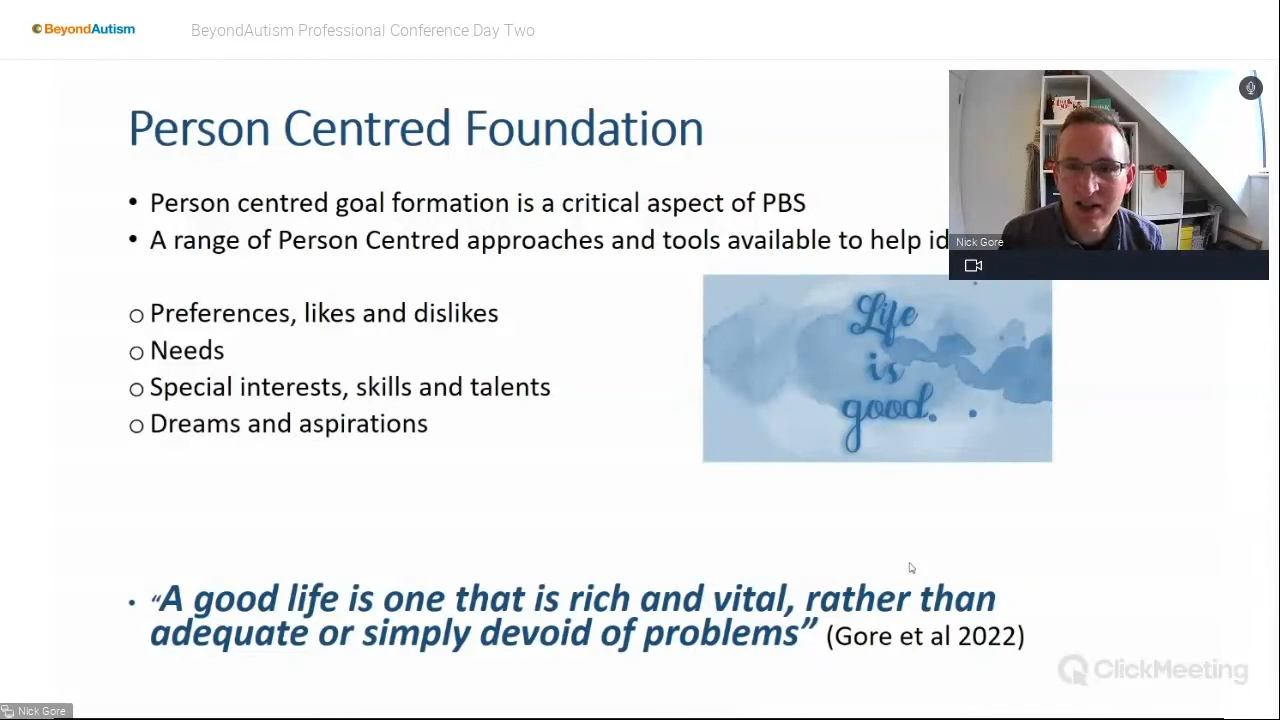 BeyondAutism
BeyondAutism Professional Conference Day Two
Person Centred Foundation
• Person centred goal formation is a critical aspect of PBS
• A range of Person Centred approaches and tools available to help
Nick Gore
o Preferences, likes and dislikes
o Needs
o Special interests, skills and talents
o Dreams and aspirations
Life
is
good.
• “A good life is one that is rich and vital, rather than
adequate or simply devoid of problems” (Gore et al 2022)
ClickMeeting
Nick Gore